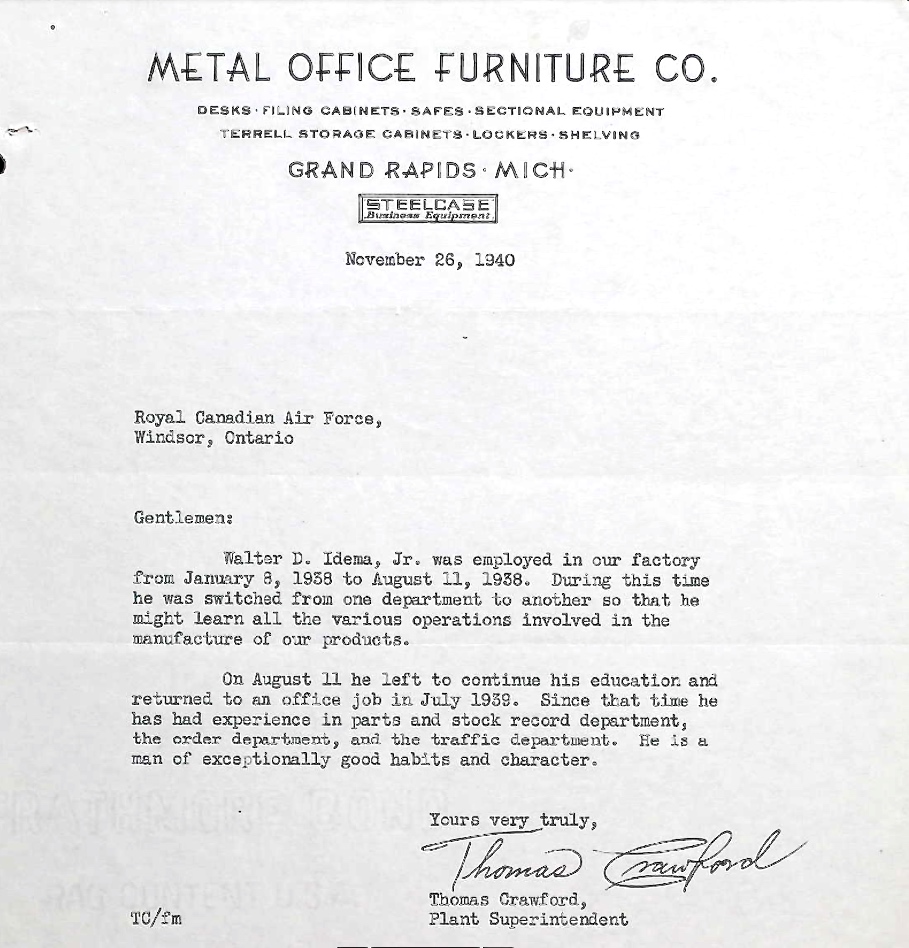 METAL OFFICE FURNITURE CO.
DESKS · FILING CABINETS · SAFES · SECTIONAL EQUIPMENT
TERRELL STORAGE CABINETS · LOCKERS · SHELVING
GRAND RAPIDS · MICH·
STEELCASE
Business Equipment
November 26, 1940
Royal Canadian Air Force,
Windsor, Ontario
Gentlemen:
Walter D. Idema, Jr. was employed in our factory
from January 8, 1938 to August 11, 1938. During this time
he was switched from one department to another so that he
might learn all the various operations involved in the
manufacture of our products.
On August 11 he left to continue his education and
returned to an office job in July 1939. Since that time he
has had experience in parts and stock record department,
the order department, and the traffic department. He is a
man of exceptionally good habits and character.
Yours very truly,
Thomas Crawford
Thomas Crawford,
TC/fm Plant Superintendent